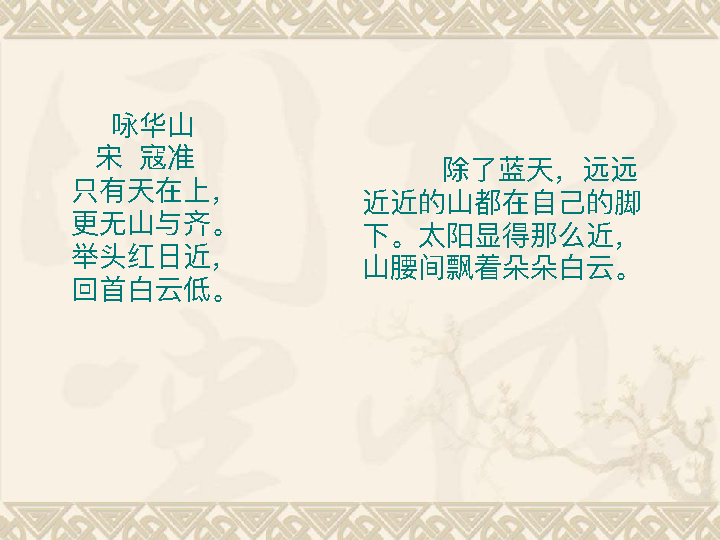 咏华山
宋 寇准
只有天在上，
更无山与齐。
举头红日近，
回首白云低。
除了蓝天，远远
近近的山都在自己的脚
下。太阳显得那么近，
山腰间飘着朵朵白云。